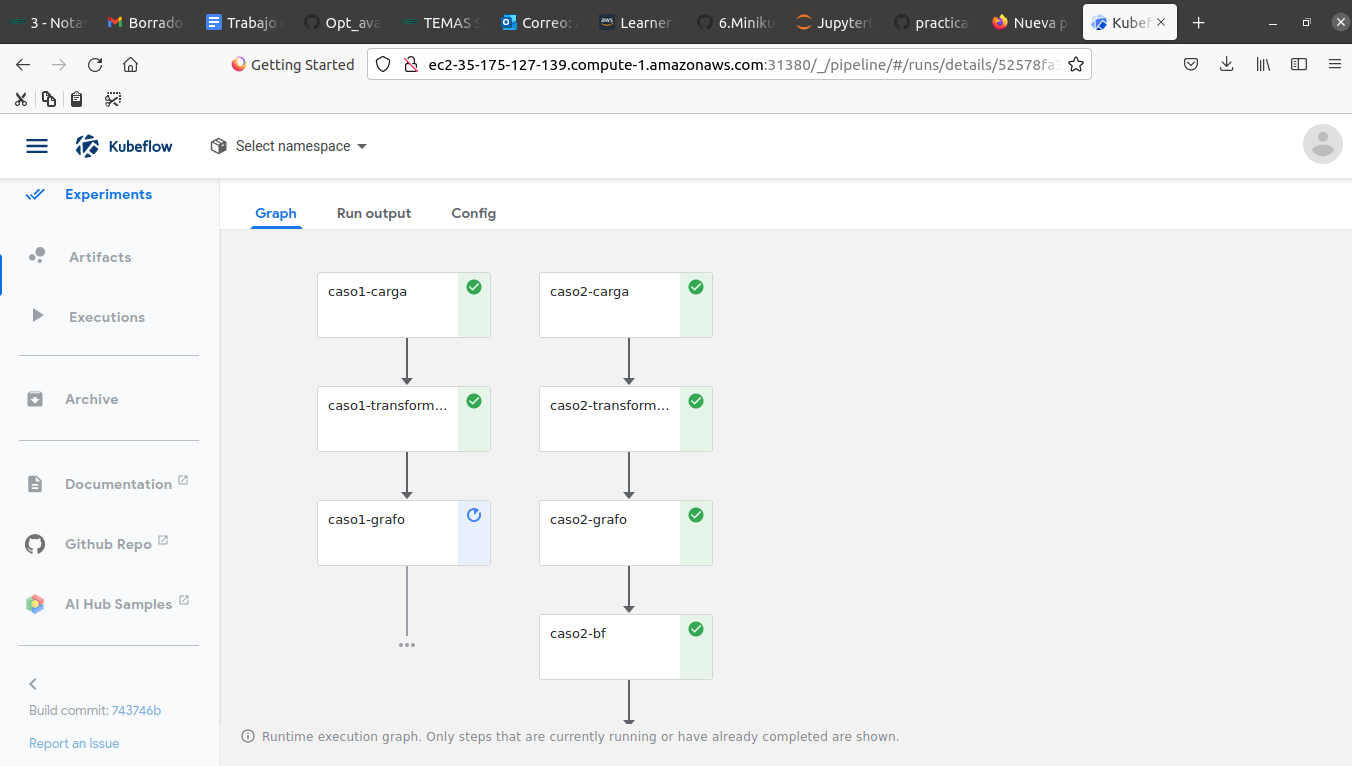 3 - Nota
Borrado
Trabajo
Opt_ava
TEMAS S
Correo:
Learner
6.Miniku
Jupyterl
practica
Nueva p
Kubef
Getting Started
ec2-35-175-127-139.compute-1.amazonaws.com:31380/_/pipeline/#/runs/details/52578fa3
Kubeflow
Select namespace
Experiments
Artifacts
Executions
Archive
Documentation
Github Repo
AI Hub Samples
Build commit: 743746b
Report an Issue
Graph
Run output
Config
caso1-carga
caso2-carga
caso1-transform...
caso2-transform...
caso1-grafo
caso2-grafo
caso2-bf
Runtime execution graph. Only steps that are currently running or have already completed are shown.